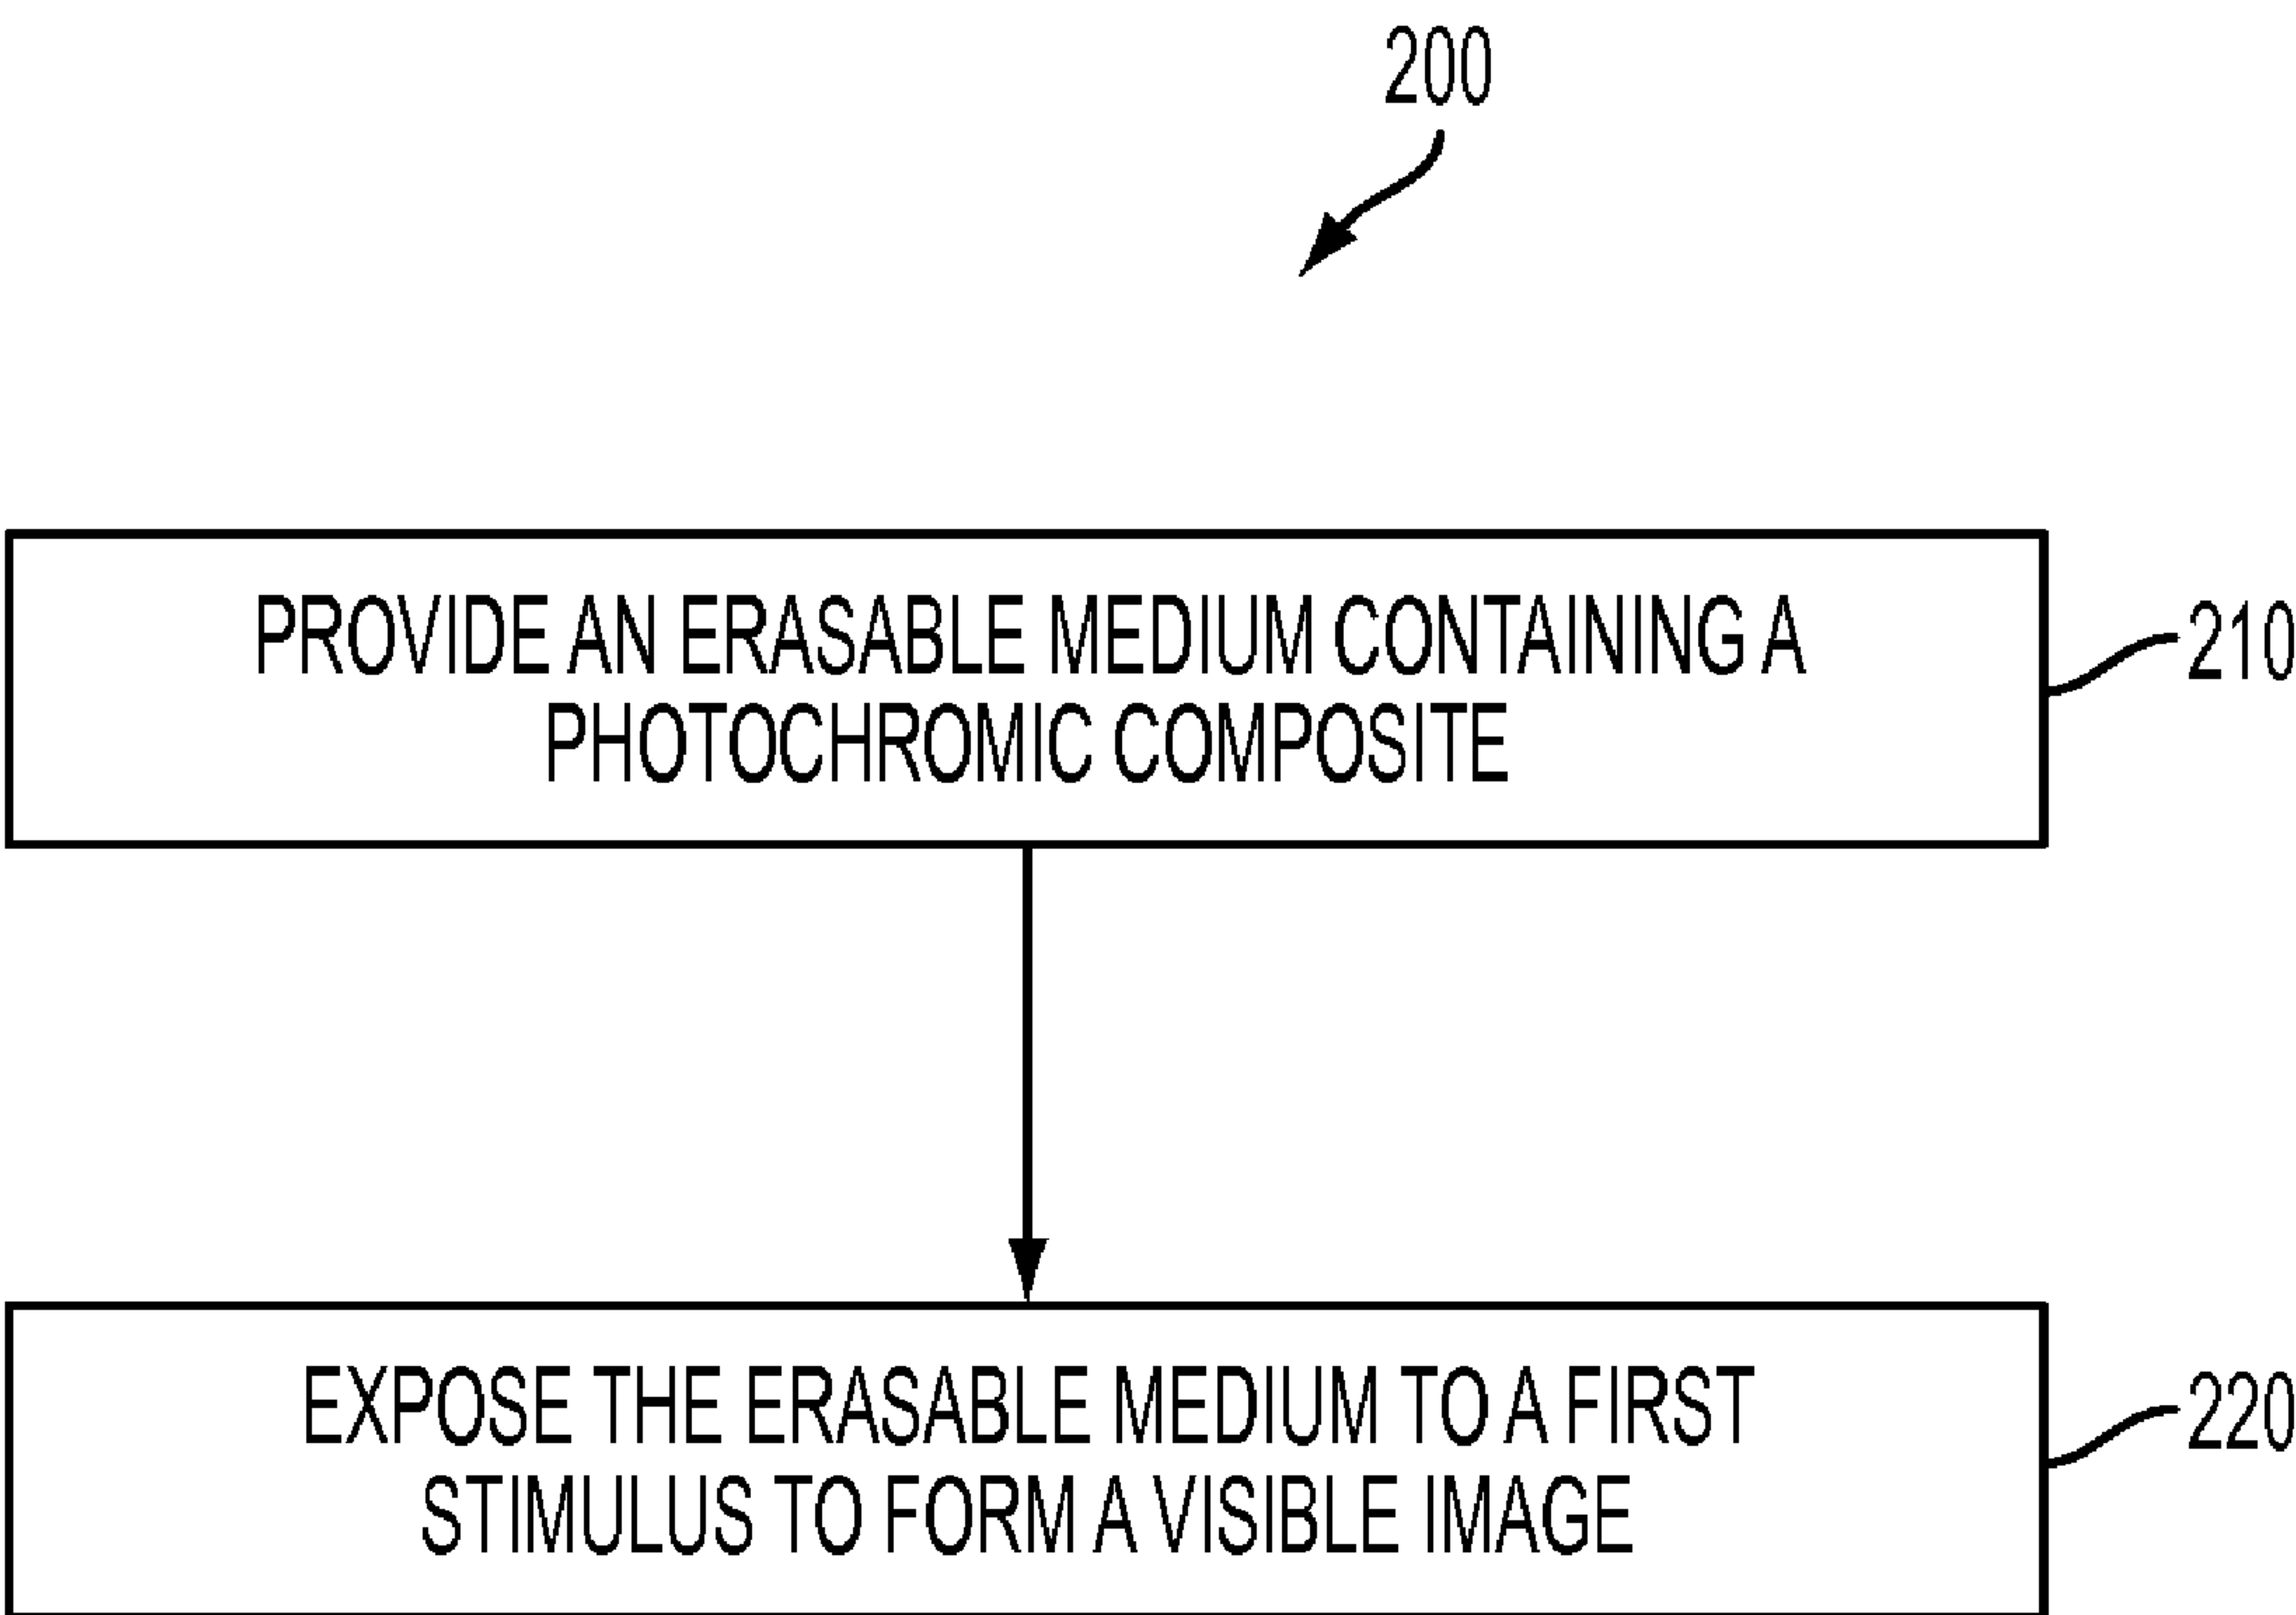 200
PROVIDE AN ERASABLE MEDIUM CONTAINING A
PHOTOCHROMIC COMPOSITE
210
EXPOSE THE ERASABLE MEDIUM TO A FIRST
STIMULUS TO FORM A VISIBLE IMAGE
220